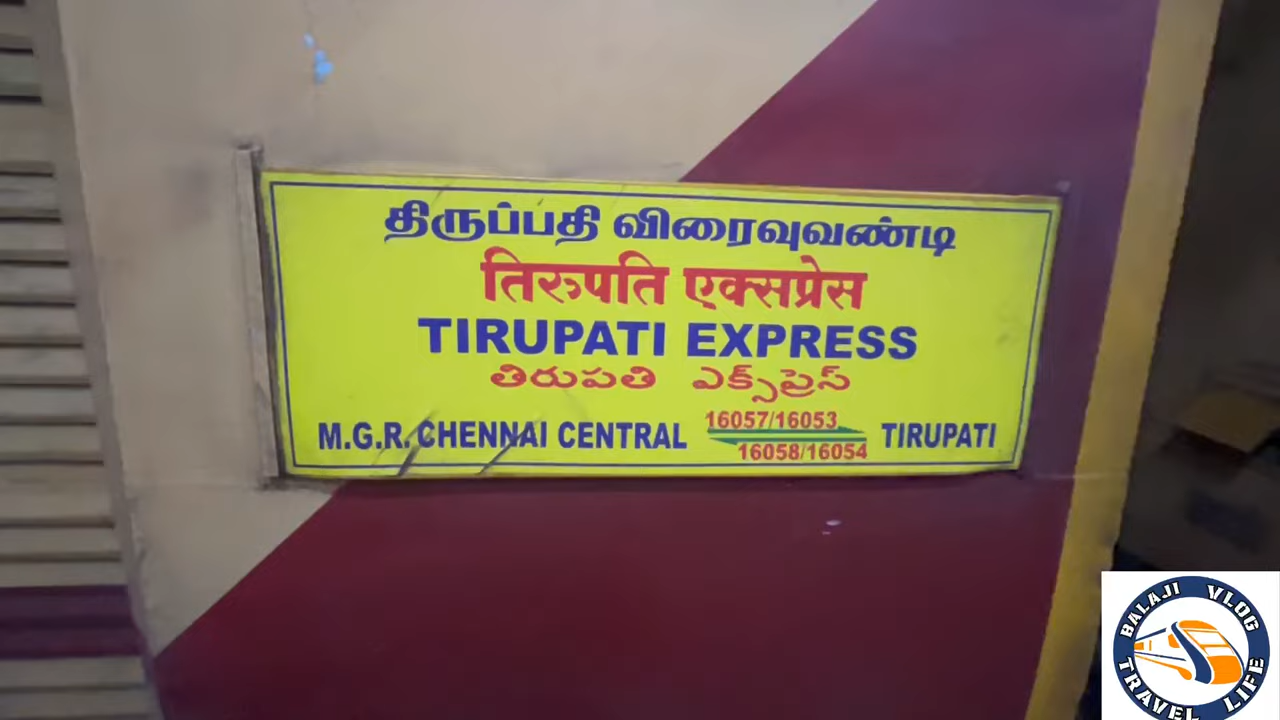 திருப்பதி விரைவுவண்டி
तिरुपति एक्सप्रेस
TIRUPATI EXPRESS
తిరుపతి ఎక్స్‌ప్రెస్
16057/16053
M.G.R. CHENNAI CENTRAL TIRUPATI
16058/16054
BALAJI VLOG
TRAVEL LIFE